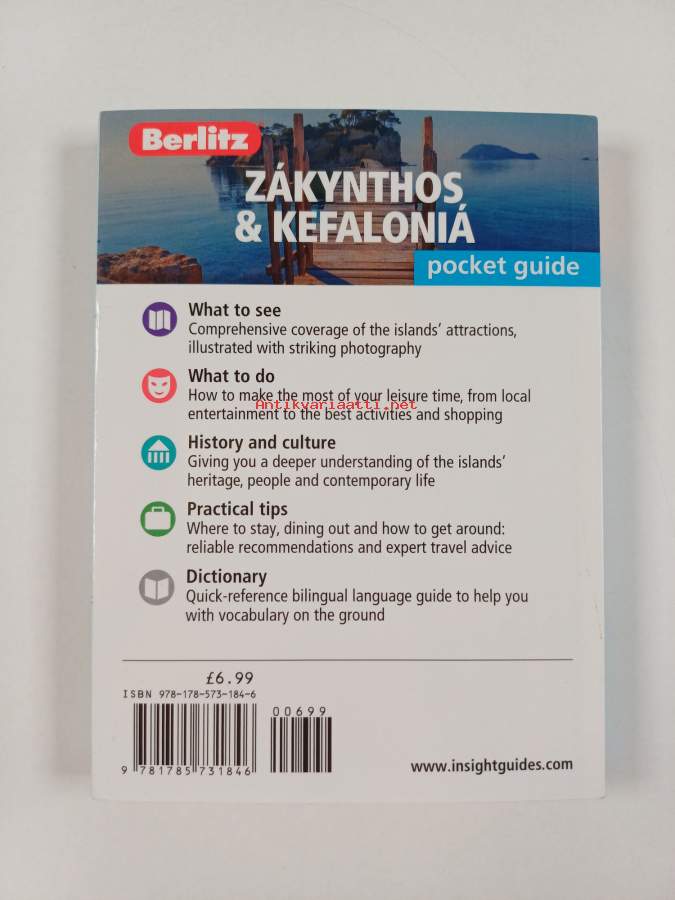 Berlitz
ZÁKYNTHOS
& KEFALONIÁ
pocket guide
What to see
Comprehensive coverage of the islands' attractions,
illustrated with striking photography
What to do
How to make the most of your leisure time, from local
Antikvariaatti.net
entertainment to the best activities and shopping
History and culture
Giving you a deeper understanding of the islands'
heritage, people and contemporary life
Practical tips
Where to stay, dining out and how to get around:
reliable recommendations and expert travel advice
Dictionary
Quick-reference bilingual language guide to help you
with vocabulary on the ground
£6.99
ISBN 978-178-573-184-6
00699
9 781785 731846
www.insightguides.com